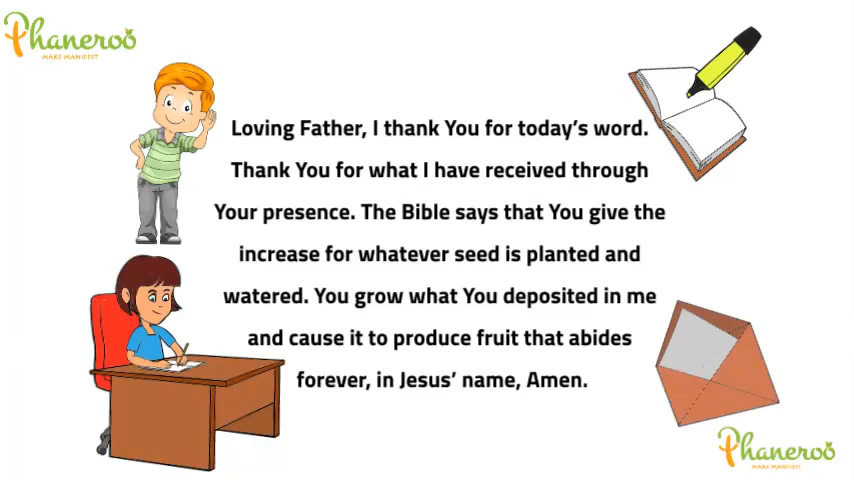 Phaneroo
MAKE MANIFEST
Loving Father, I thank You for today's word.
Thank You for what I have received through
Your presence. The Bible says that You give the
increase for whatever seed is planted and
watered. You grow what You deposited in me
and cause it to produce fruit that abides
forever, in Jesus' name, Amen.
Phaneroo
MAKE MANIFEST